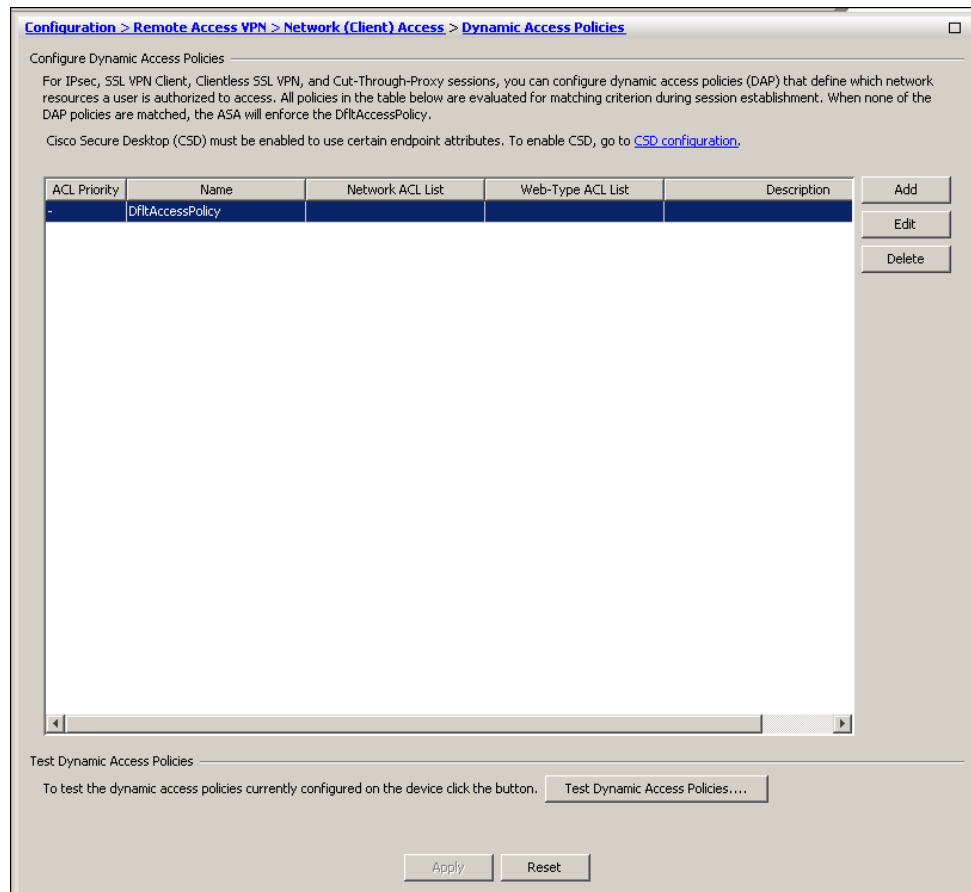 Configuration > Remote Access VPN > Network (Client) Access > Dynamic Access Policies
Configure Dynamic Access Policies
For IPsec, SSL VPN Client, Clientless SSL VPN, and Cut-Through-Proxy sessions, you can configure dynamic access policies (DAP) that define which network
resources a user is authorized to access. All policies in the table below are evaluated for matching criterion during session establishment. When none of the
DAP policies are matched, the ASA will enforce the DfltAccessPolicy.
Cisco Secure Desktop (CSD) must be enabled to use certain endpoint attributes. To enable CSD, go to CSD configuration.
ACL Priority Name Network ACL List Web-Type ACL List Description
- DfltAccessPolicy
Add
Edit
Delete
Test Dynamic Access Policies
To test the dynamic access policies currently configured on the device click the button. Test Dynamic Access Policies....
Apply Reset